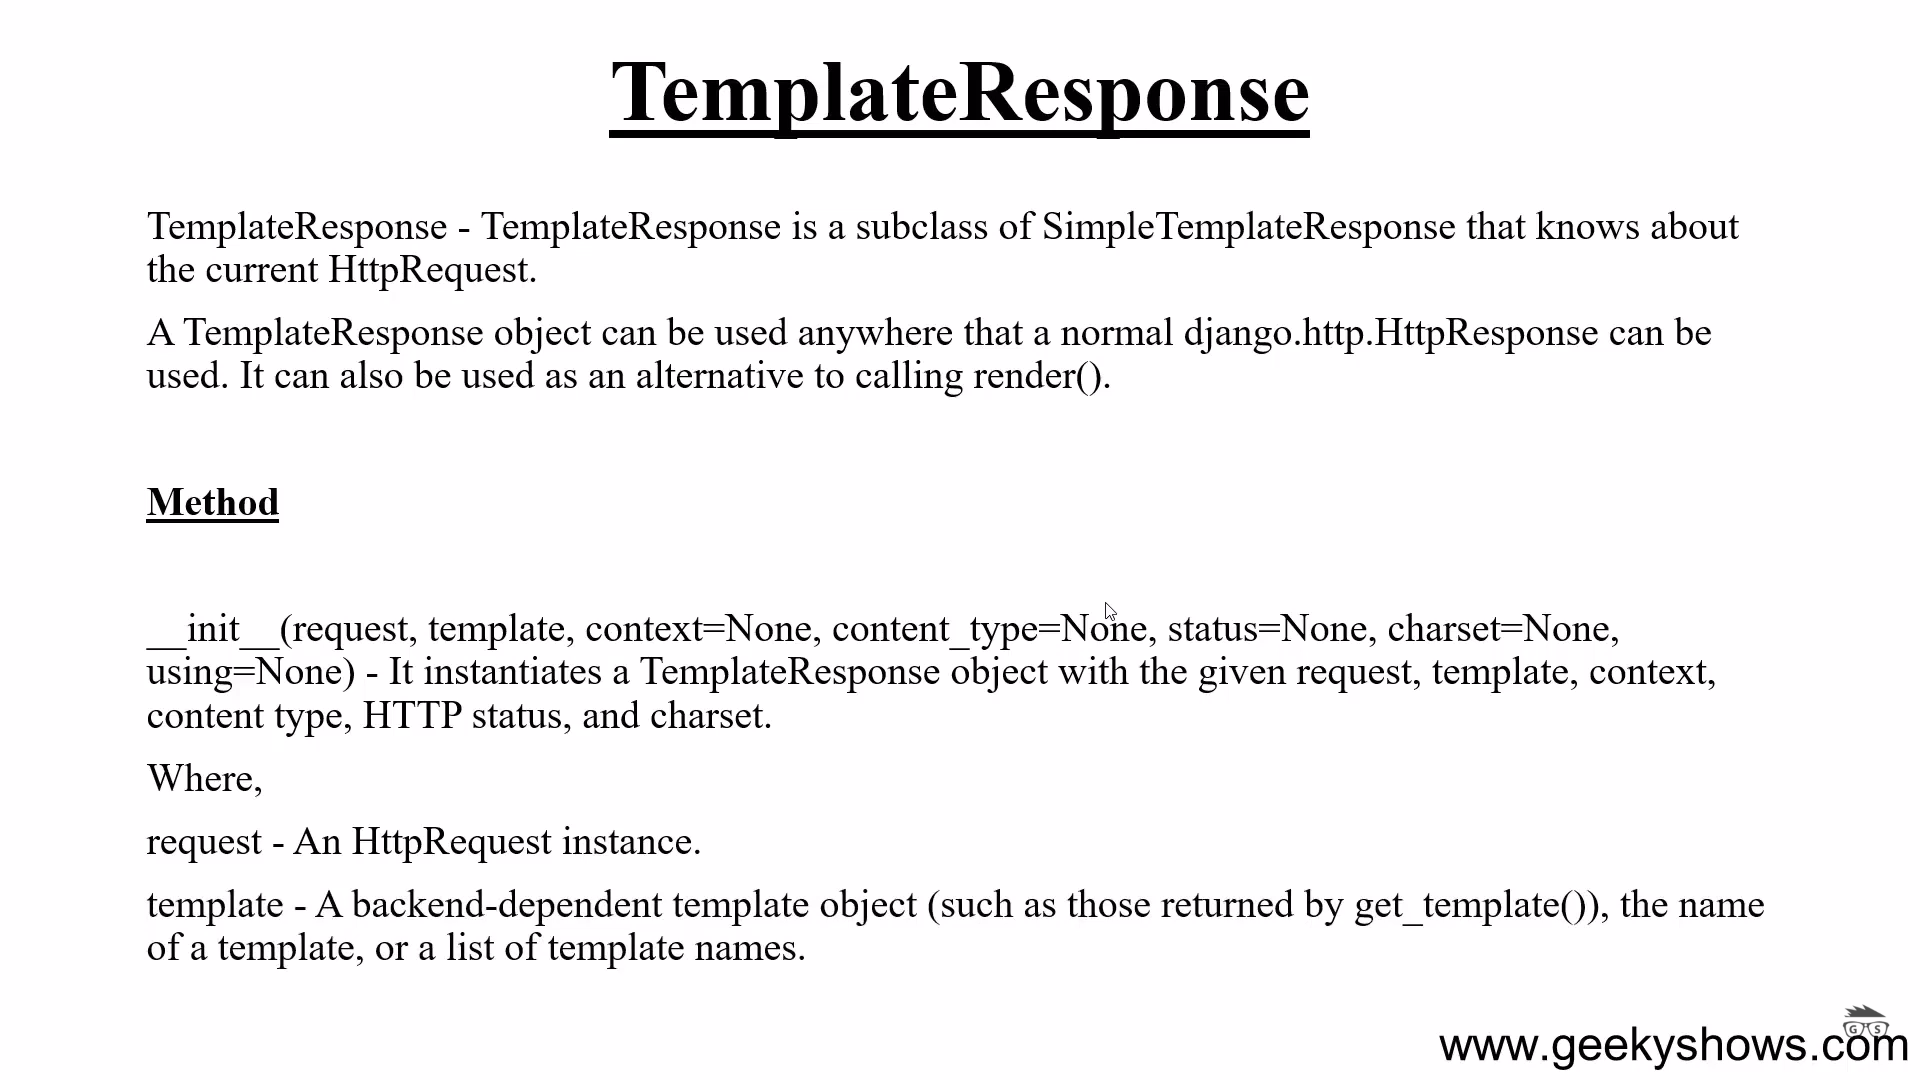 TemplateResponse
TemplateResponse - TemplateResponse is a subclass of SimpleTemplateResponse that knows about
the current HttpRequest.
A TemplateResponse object can be used anywhere that a normal django.http.HttpResponse can be
used. It can also be used as an alternative to calling render().
Method
__init__(request, template, context=None, content_type=None, status=None, charset=None,
using=None) - It instantiates a TemplateResponse object with the given request, template, context,
content type, HTTP status, and charset.
Where,
request - An HttpRequest instance.
template - A backend-dependent template object (such as those returned by get_template()), the name
of a template, or a list of template names.
G S
www.geekyshows.com